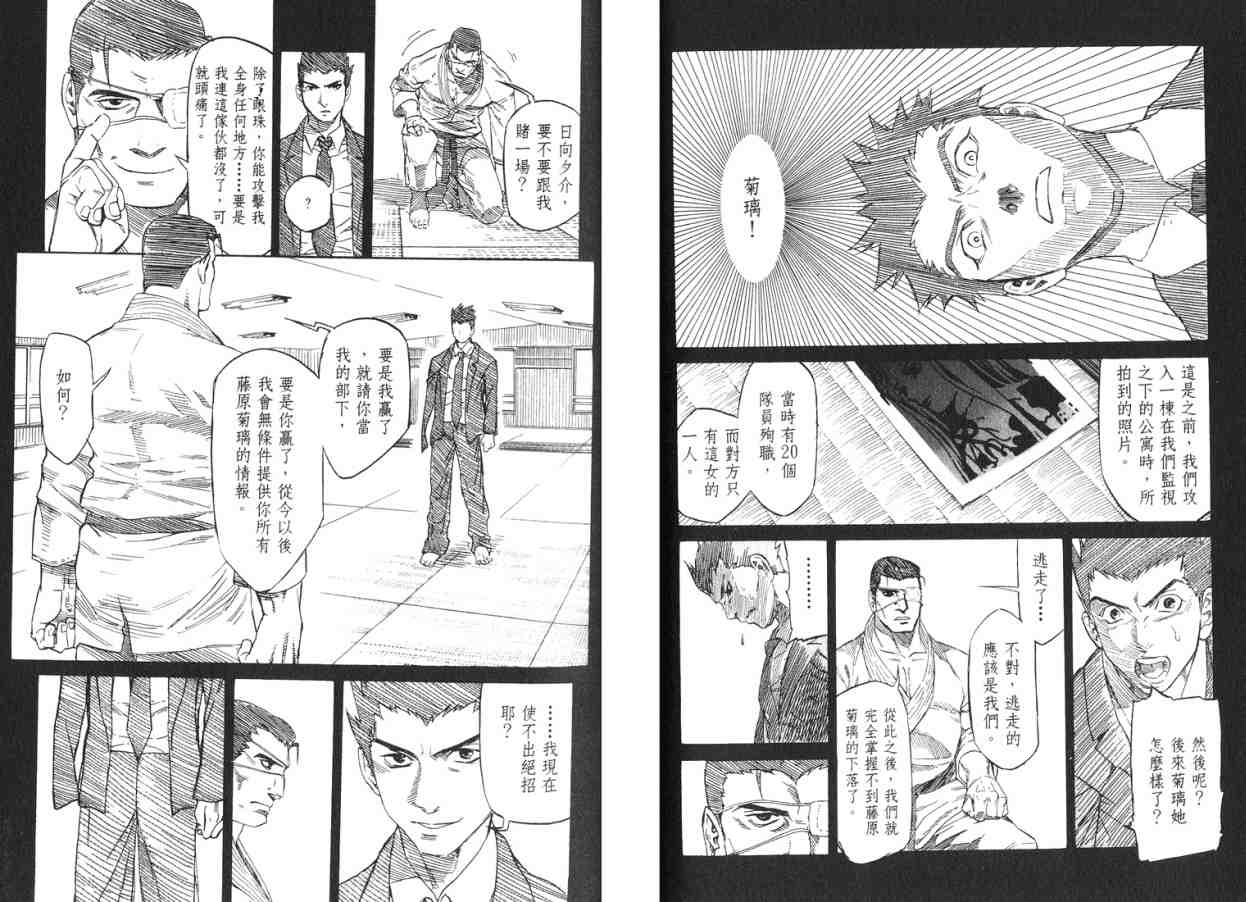 菊璃！
這是之前，我們攻
入一棟在我們監視
之下的公寓時，所
拍到的照片。
當時有20個
隊員殉職，
而對方只
有這女的
一人。
然後呢？
後來菊璃她
怎麼樣了？
逃走了…
不對，逃走的
應該是我們。
從此之後，我們就
完全掌握不到藤原
菊璃的下落了。
………
日向夕介，
要不要跟我
賭一場？
？
除了眼珠，你能攻擊我
全身任何地方……要是
我連這傢伙都沒了，可
就頭痛了。
要是我贏了
，就請你當
我的部下，
要是你贏了，從今以後
我會無條件提供你所有
藤原菊璃的情報。
如何？
……我現在
使不出絕招
耶？